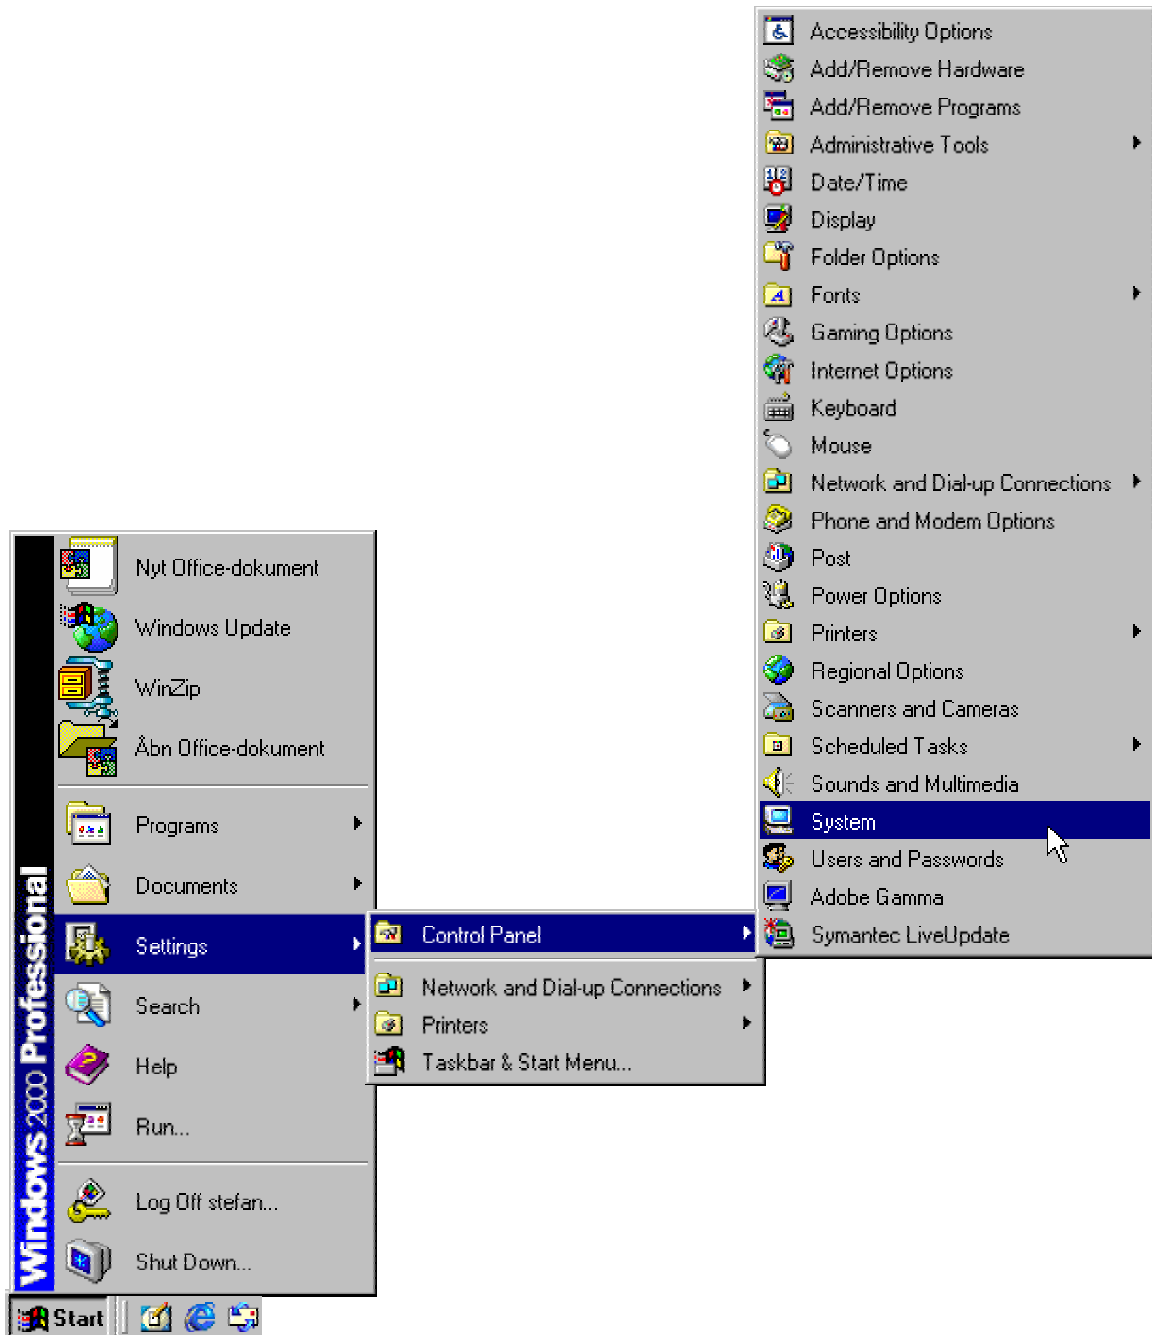 Accessibility Options
Add/Remove Hardware
Add/Remove Programs
Administrative Tools
Date/Time
Display
Folder Options
Fonts
Gaming Options
Internet Options
Keyboard
Mouse
Network and Dial-up Connections
Phone and Modem Options
Post
Power Options
Printers
Regional Options
Scanners and Cameras
Scheduled Tasks
Sounds and Multimedia
System
Users and Passwords
Adobe Gamma
Symantec LiveUpdate
Nyt Office-dokument
Windows Update
WinZip
Åbn Office-dokument
Programs
Documents
Settings
Search
Help
Run...
Log Off stefan...
Shut Down...
Control Panel
Network and Dial-up Connections
Printers
Taskbar & Start Menu...
Windows 2000 Professional
Start